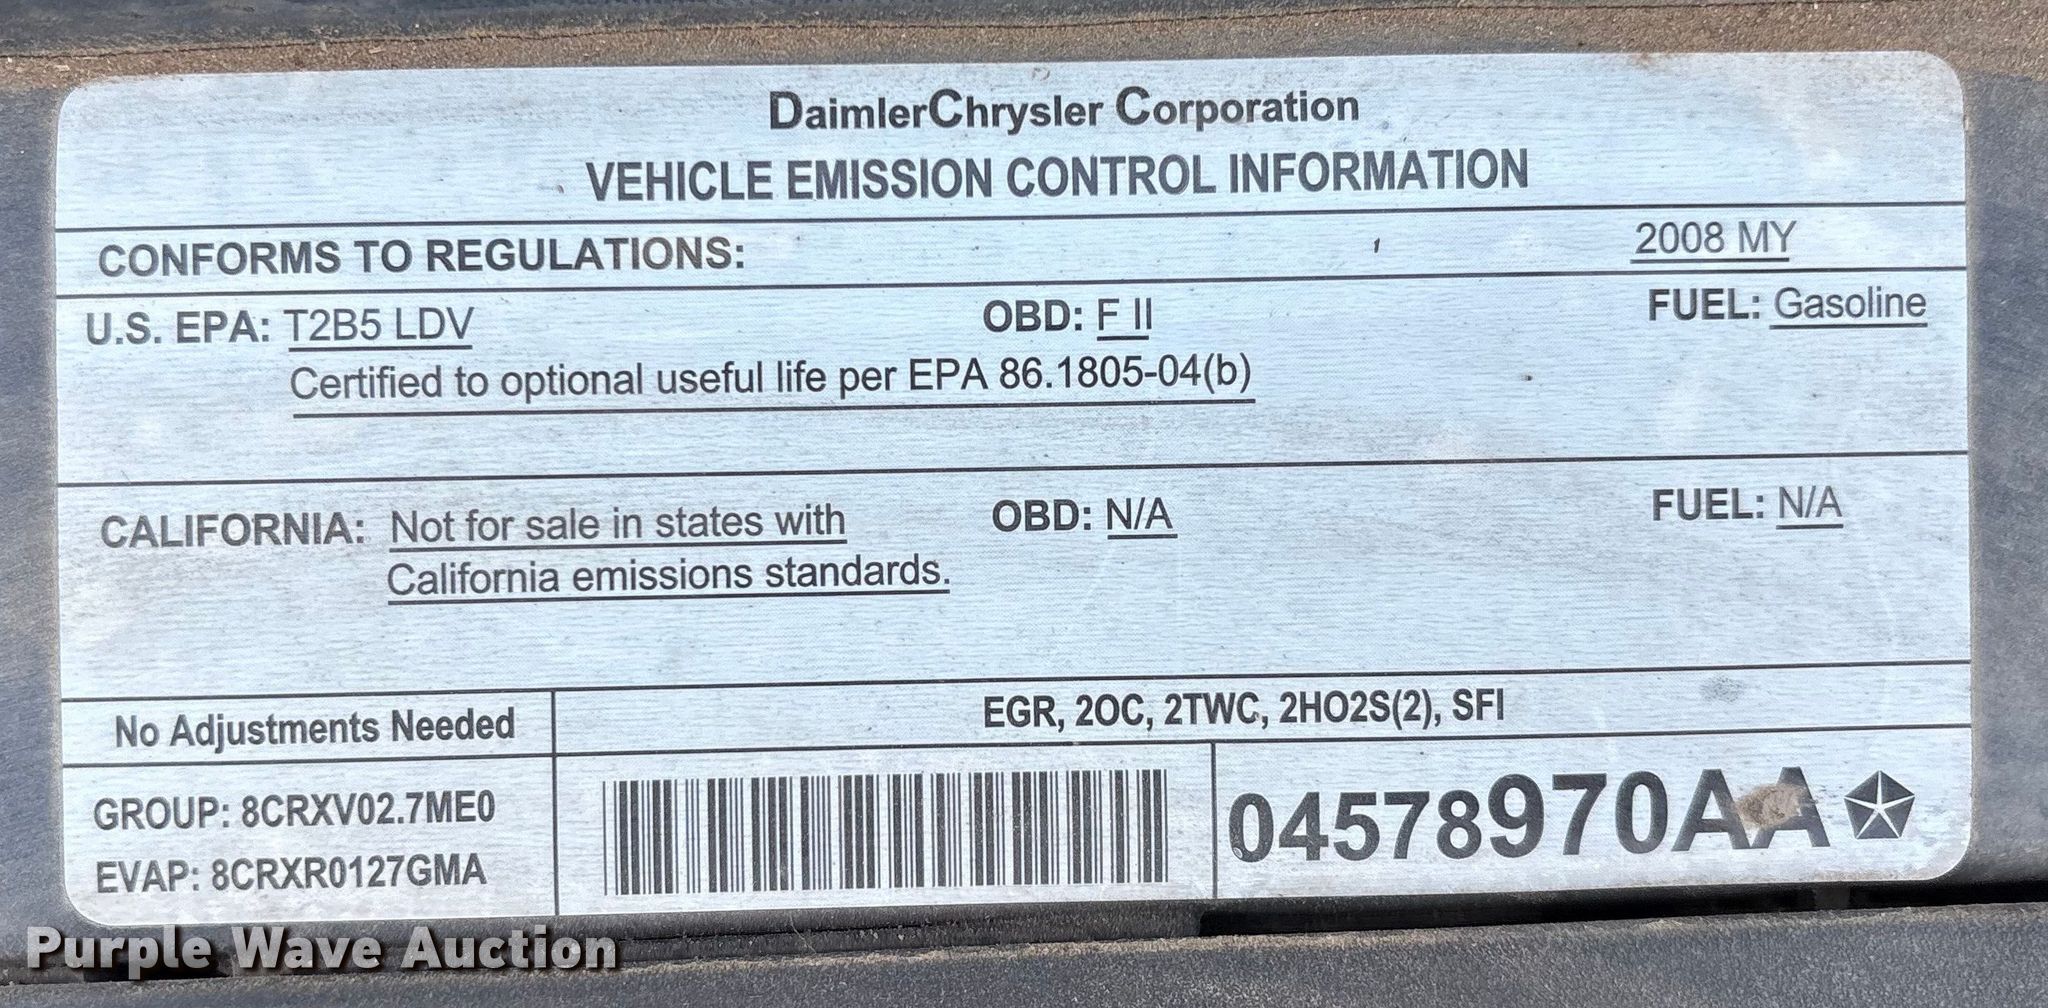 DaimlerChrysler Corporation
VEHICLE EMISSION CONTROL INFORMATION
CONFORMS TO REGULATIONS: 2008 MY
U.S. EPA: T2B5 LDV OBD: F II FUEL: Gasoline
Certified to optional useful life per EPA 86.1805-04(b)
CALIFORNIA: Not for sale in states with OBD: N/A FUEL: N/A
California emissions standards.
No Adjustments Needed EGR, 2OC, 2TWC, 2HO2S(2), SFI
GROUP: 8CRXV02.7ME0
EVAP: 8CRXR0127GMA
04578970AA
Purple Wave Auction